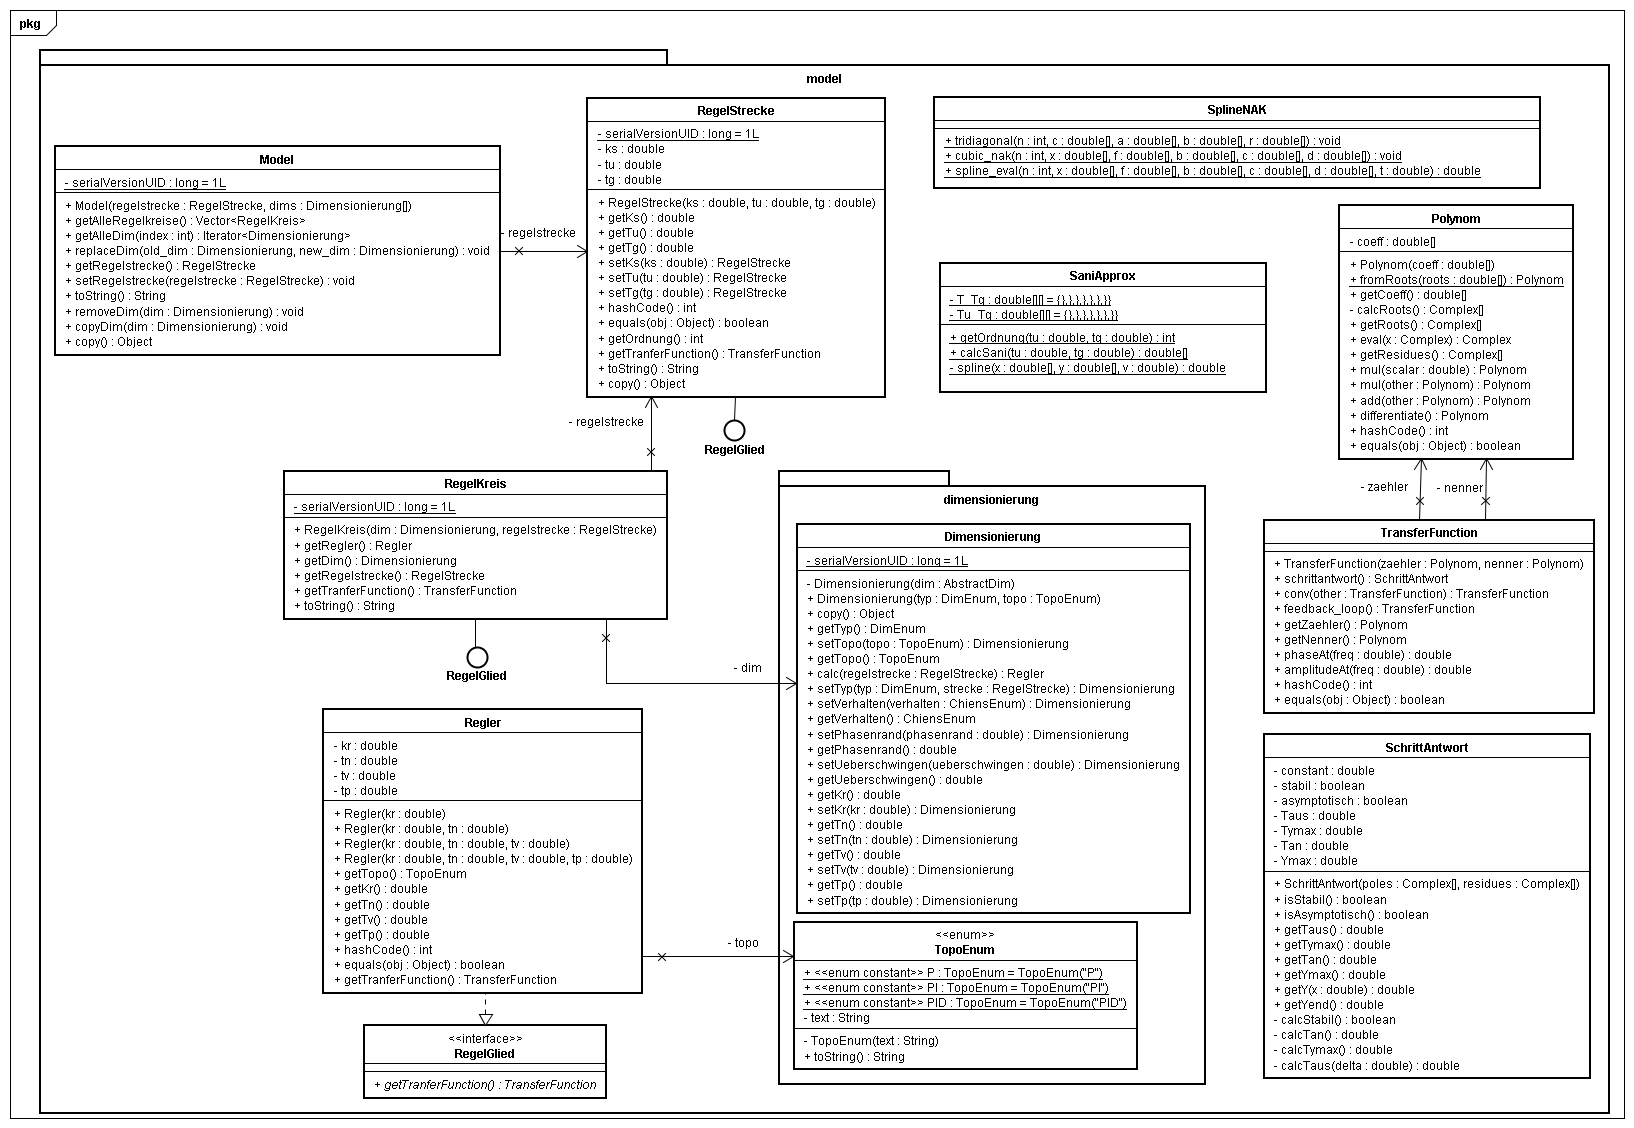 pkg
model
Model
- serialVersionUID : long = 1L
+ Model(regelstrecke : RegelStrecke, dims : Dimensionierung[])
+ getAlleRegelkreise() : Vector<RegelKreis>
+ getAlleDim(index : int) : Iterator<Dimensionierung>
+ replaceDim(old_dim : Dimensionierung, new_dim : Dimensionierung) : void
+ getRegelstrecke() : RegelStrecke
+ setRegelstrecke(regelstrecke : RegelStrecke) : void
+ toString() : String
+ removeDim(dim : Dimensionierung) : void
+ copyDim(dim : Dimensionierung) : void
+ copy() : Object
- regelstrecke
RegelStrecke
- serialVersionUID : long = 1L
- ks : double
- tu : double
- tg : double
+ RegelStrecke(ks : double, tu : double, tg : double)
+ getKs() : double
+ getTu() : double
+ getTg() : double
+ setKs(ks : double) : RegelStrecke
+ setTu(tu : double) : RegelStrecke
+ setTg(tg : double) : RegelStrecke
+ hashCode() : int
+ equals(obj : Object) : boolean
+ getOrdnung() : int
+ getTranferFunction() : TransferFunction
+ toString() : String
+ copy() : Object
- regelstrecke
RegelGlied
SplineNAK
+ tridiagonal(n : int, c : double[], a : double[], b : double[], r : double[]) : void
+ cubic_nak(n : int, x : double[], f : double[], b : double[], c : double[], d : double[]) : void
+ spline_eval(n : int, x : double[], f : double[], b : double[], c : double[], d : double[], t : double) : double
SaniApprox
- T_Tg : double[][] = {},},},},},},}}
- Tu_Tg : double[][] = {},},},},},},}}
+ getOrdnung(tu : double, tg : double) : int
+ calcSani(tu : double, tg : double) : double[]
- spline(x : double[], y : double[], v : double) : double
Polynom
- coeff : double[]
+ Polynom(coeff : double[])
+ fromRoots(roots : double[]) : Polynom
+ getCoeff() : double[]
- calcRoots() : Complex[]
+ getRoots() : Complex[]
+ eval(x : Complex) : Complex
+ getResidues() : Complex[]
+ mul(scalar : double) : Polynom
+ mul(other : Polynom) : Polynom
+ add(other : Polynom) : Polynom
+ differentiate() : Polynom
+ hashCode() : int
+ equals(obj : Object) : boolean
- zaehler
- nenner
RegelKreis
- serialVersionUID : long = 1L
+ RegelKreis(dim : Dimensionierung, regelstrecke : RegelStrecke)
+ getRegler() : Regler
+ getDim() : Dimensionierung
+ getRegelstrecke() : RegelStrecke
+ getTranferFunction() : TransferFunction
+ toString() : String
RegelGlied
- dim
dimensionierung
Dimensionierung
- serialVersionUID : long = 1L
- Dimensionierung(dim : AbstractDim)
+ Dimensionierung(typ : DimEnum, topo : TopoEnum)
+ copy() : Object
+ getTyp() : DimEnum
+ setTopo(topo : TopoEnum) : Dimensionierung
+ getTopo() : TopoEnum
+ calc(regelstrecke : RegelStrecke) : Regler
+ setTyp(typ : DimEnum, strecke : RegelStrecke) : Dimensionierung
+ setVerhalten(verhalten : ChiensEnum) : Dimensionierung
+ getVerhalten() : ChiensEnum
+ setPhasenrand(phasenrand : double) : Dimensionierung
+ getPhasenrand() : double
+ setUeberschwingen(ueberschwingen : double) : Dimensionierung
+ getUeberschwingen() : double
+ getKr() : double
+ setKr(kr : double) : Dimensionierung
+ getTn() : double
+ setTn(tn : double) : Dimensionierung
+ getTv() : double
+ setTv(tv : double) : Dimensionierung
+ getTp() : double
+ setTp(tp : double) : Dimensionierung
TransferFunction
+ TransferFunction(zaehler : Polynom, nenner : Polynom)
+ schrittantwort() : SchrittAntwort
+ conv(other : TransferFunction) : TransferFunction
+ feedback_loop() : TransferFunction
+ getZaehler() : Polynom
+ getNenner() : Polynom
+ phaseAt(freq : double) : double
+ amplitudeAt(freq : double) : double
+ hashCode() : int
+ equals(obj : Object) : boolean
Regler
- kr : double
- tn : double
- tv : double
- tp : double
+ Regler(kr : double)
+ Regler(kr : double, tn : double)
+ Regler(kr : double, tn : double, tv : double)
+ Regler(kr : double, tn : double, tv : double, tp : double)
+ getTopo() : TopoEnum
+ getKr() : double
+ getTn() : double
+ getTv() : double
+ getTp() : double
+ hashCode() : int
+ equals(obj : Object) : boolean
+ getTranferFunction() : TransferFunction
- topo
<<enum>>
TopoEnum
+ <<enum constant>> P : TopoEnum = TopoEnum("P")
+ <<enum constant>> PI : TopoEnum = TopoEnum("PI")
+ <<enum constant>> PID : TopoEnum = TopoEnum("PID")
- text : String
- TopoEnum(text : String)
+ toString() : String
SchrittAntwort
- constant : double
- stabil : boolean
- asymptotisch : boolean
- Taus : double
- Tymax : double
- Tan : double
- Ymax : double
+ SchrittAntwort(poles : Complex[], residues : Complex[])
+ isStabil() : boolean
+ isAsymptotisch() : boolean
+ getTaus() : double
+ getTymax() : double
+ getTan() : double
+ getYmax() : double
+ getY(x : double) : double
+ getYend() : double
- calcStabil() : boolean
- calcTan() : double
- calcTymax() : double
- calcTaus(delta : double) : double
<<interface>>
RegelGlied
+ getTranferFunction() : TransferFunction